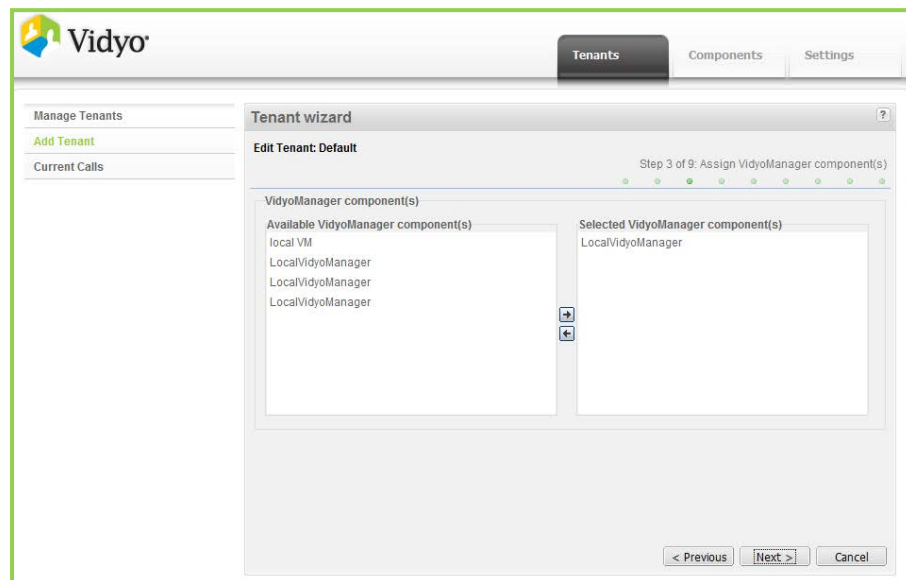 Vidyo
Tenants Components Settings
Manage Tenants
Add Tenant
Current Calls
Tenant wizard ?
Edit Tenant: Default
Step 3 of 9: Assign VidyoManager component(s)
VidyoManager component(s)
Available VidyoManager component(s)
local VM
LocalVidyoManager
LocalVidyoManager
LocalVidyoManager
Selected VidyoManager component(s)
LocalVidyoManager
< Previous Next > Cancel